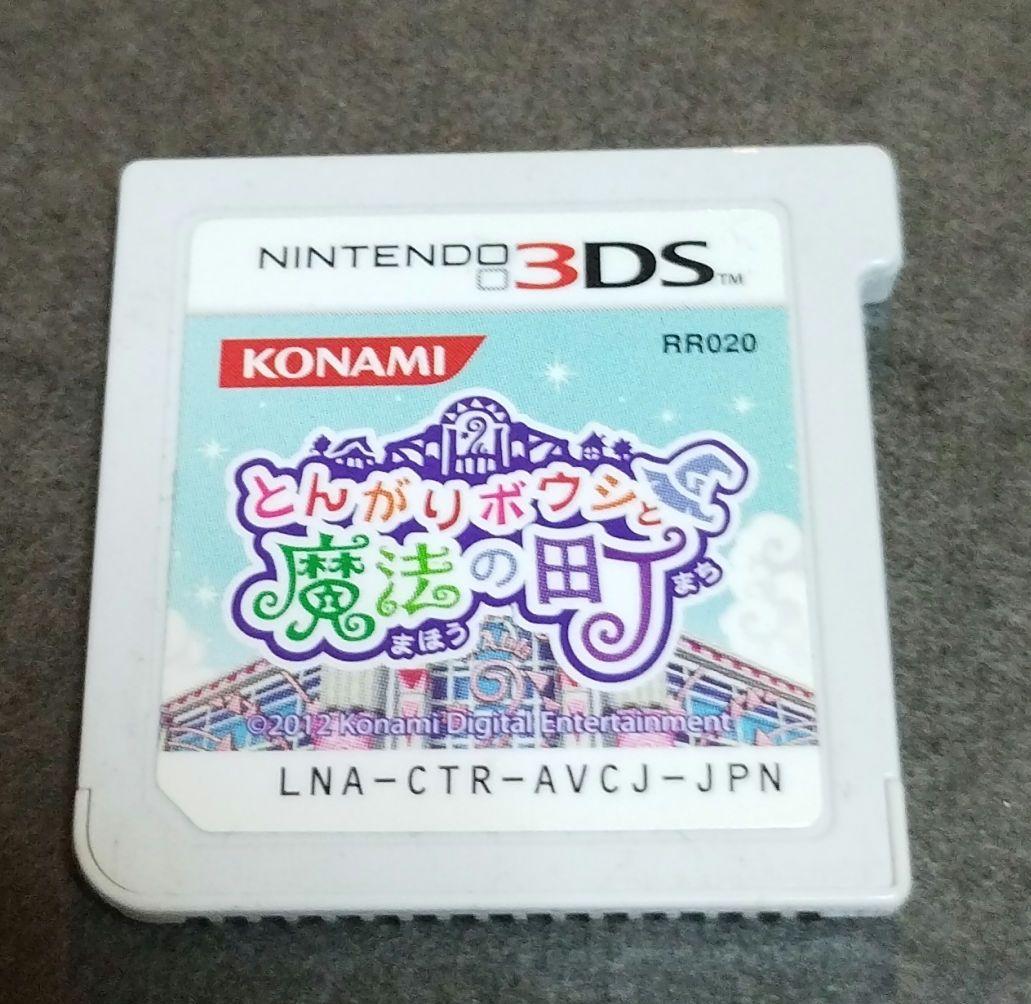 NINTENDO 3DS™
KONAMI
RR020
とんがりボウシと
魔法の町
まほう
まち
©2012 Konami Digital Entertainment
LNA-CTR-AVCJ-JPN